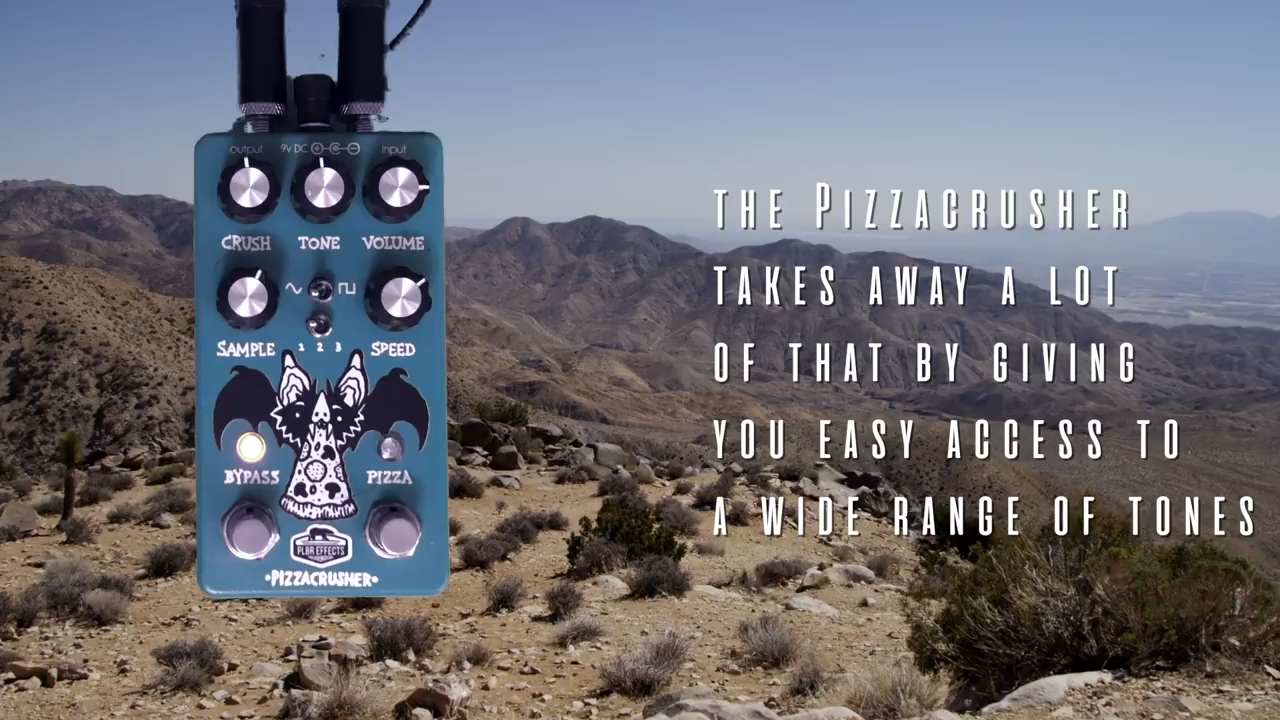 output 9V DC input
CRUSH TONE VOLUME
SAMPLE 1 2 3 SPEED
BYPASS PIZZA
PLBR EFFECTS
•PIZZACRUSHER•
THE PIZZACRUSHER
TAKES AWAY A LOT
OF THAT BY GIVING
YOU EASY ACCESS TO
A WIDE RANGE OF TONES